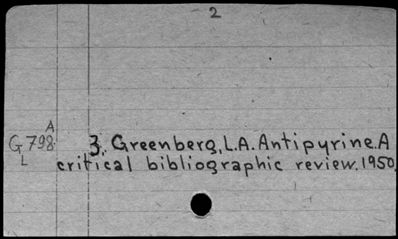 2
A
G798 3. Greenberg, L.A. Antipyrine. A
L critical bibliographic review. 1950.